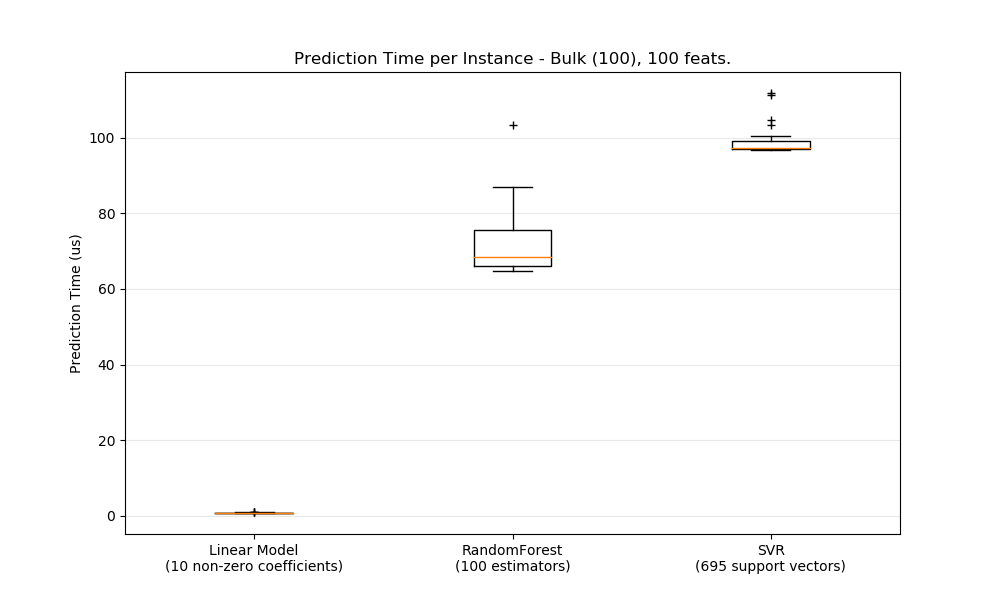 Prediction Time per Instance - Bulk (100), 100 feats.
Prediction Time (us)
100
80
60
40
20
0
Linear Model
(10 non-zero coefficients)
RandomForest
(100 estimators)
SVR
(695 support vectors)